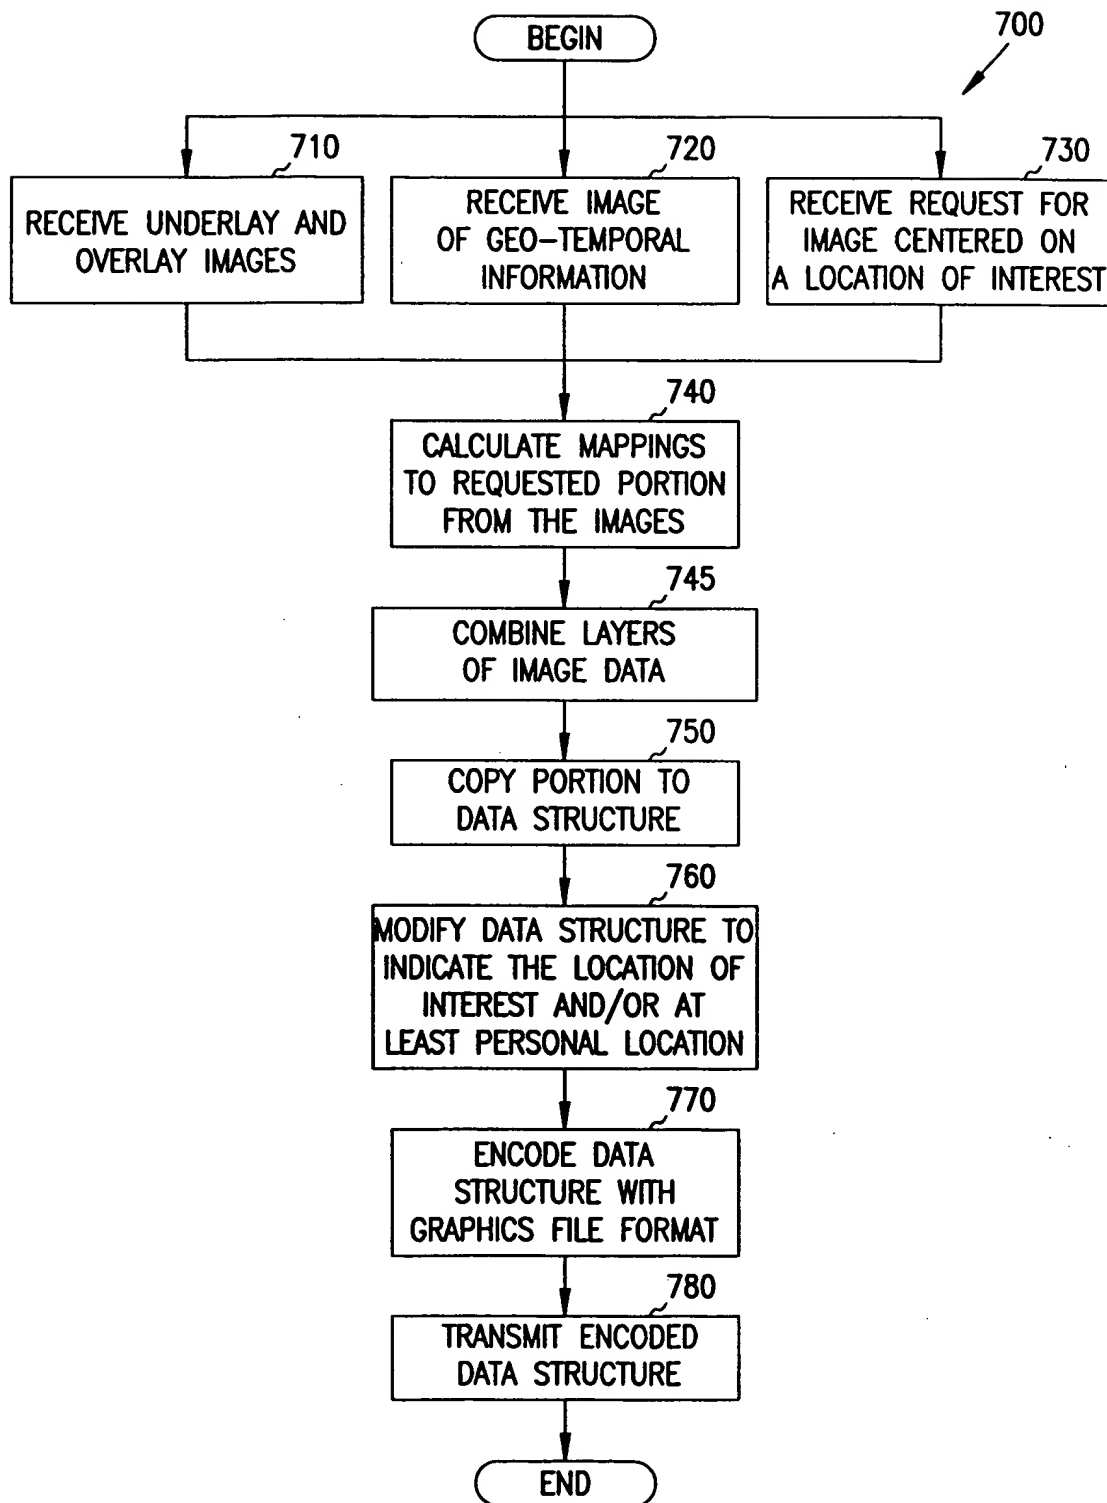 BEGIN
700
710
RECEIVE UNDERLAY AND
OVERLAY IMAGES
720
RECEIVE IMAGE
OF GEO-TEMPORAL
INFORMATION
730
RECEIVE REQUEST FOR
IMAGE CENTERED ON
A LOCATION OF INTEREST
740
CALCULATE MAPPINGS
TO REQUESTED PORTION
FROM THE IMAGES
745
COMBINE LAYERS
OF IMAGE DATA
750
COPY PORTION TO
DATA STRUCTURE
760
MODIFY DATA STRUCTURE TO
INDICATE THE LOCATION OF
INTEREST AND/OR AT
LEAST PERSONAL LOCATION
770
ENCODE DATA
STRUCTURE WITH
GRAPHICS FILE FORMAT
780
TRANSMIT ENCODED
DATA STRUCTURE
END